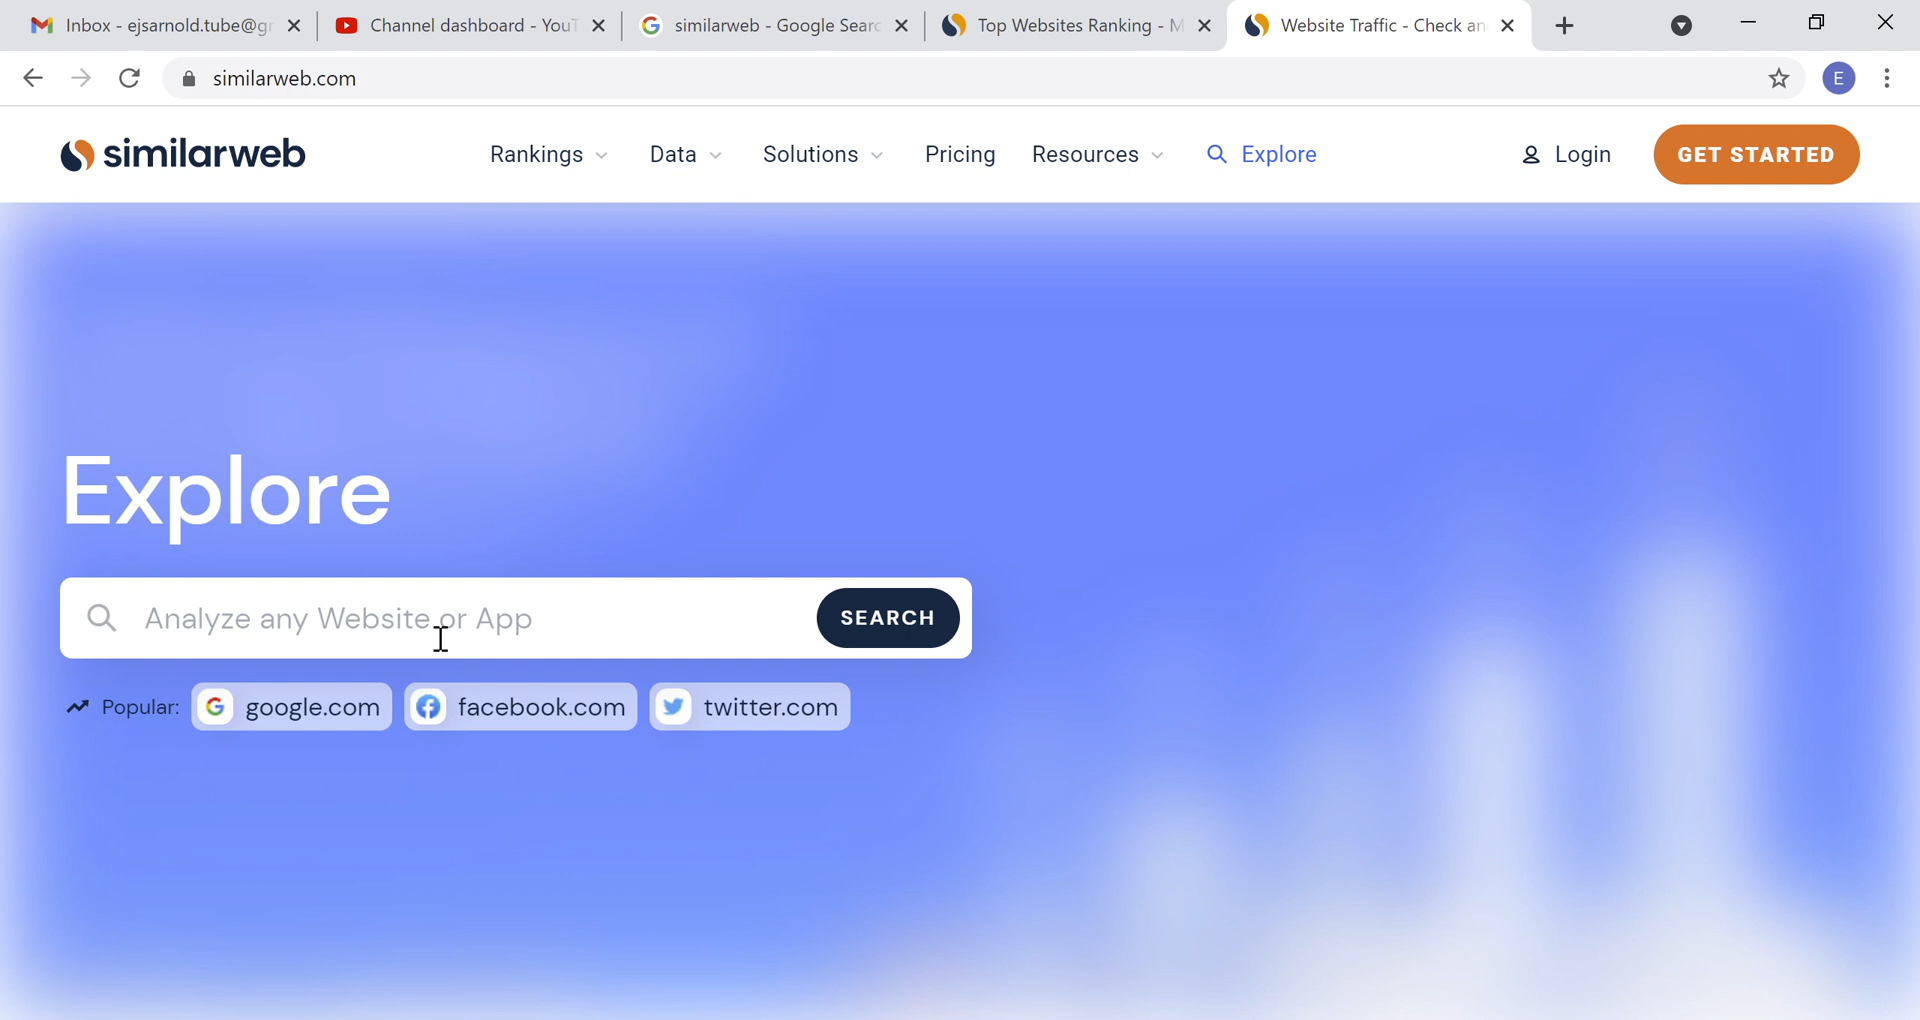 Inbox - ejsarnold.tube@gr
Channel dashboard - YouT
similarweb - Google Searc
Top Websites Ranking - M
Website Traffic - Check an
similarweb.com
E
similarweb
Rankings
Data
Solutions
Pricing
Resources
Explore
Login
GET STARTED
Explore
Analyze any Website or App
SEARCH
Popular:
google.com
facebook.com
twitter.com